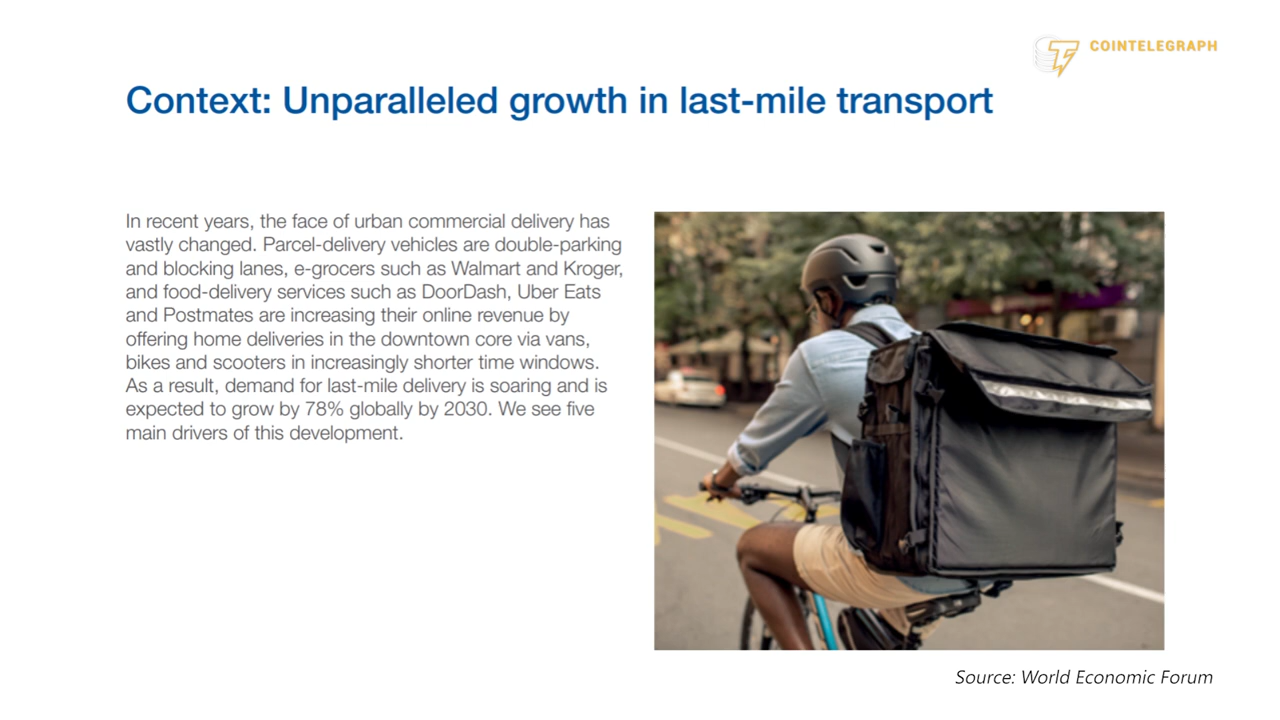 COINTELEGRAPH
Context: Unparalleled growth in last-mile transport
In recent years, the face of urban commercial delivery has
vastly changed. Parcel-delivery vehicles are double-parking
and blocking lanes, e-grocers such as Walmart and Kroger,
and food-delivery services such as DoorDash, Uber Eats
and Postmates are increasing their online revenue by
offering home deliveries in the downtown core via vans,
bikes and scooters in increasingly shorter time windows.
As a result, demand for last-mile delivery is soaring and is
expected to grow by 78% globally by 2030. We see five
main drivers of this development.
Source: World Economic Forum